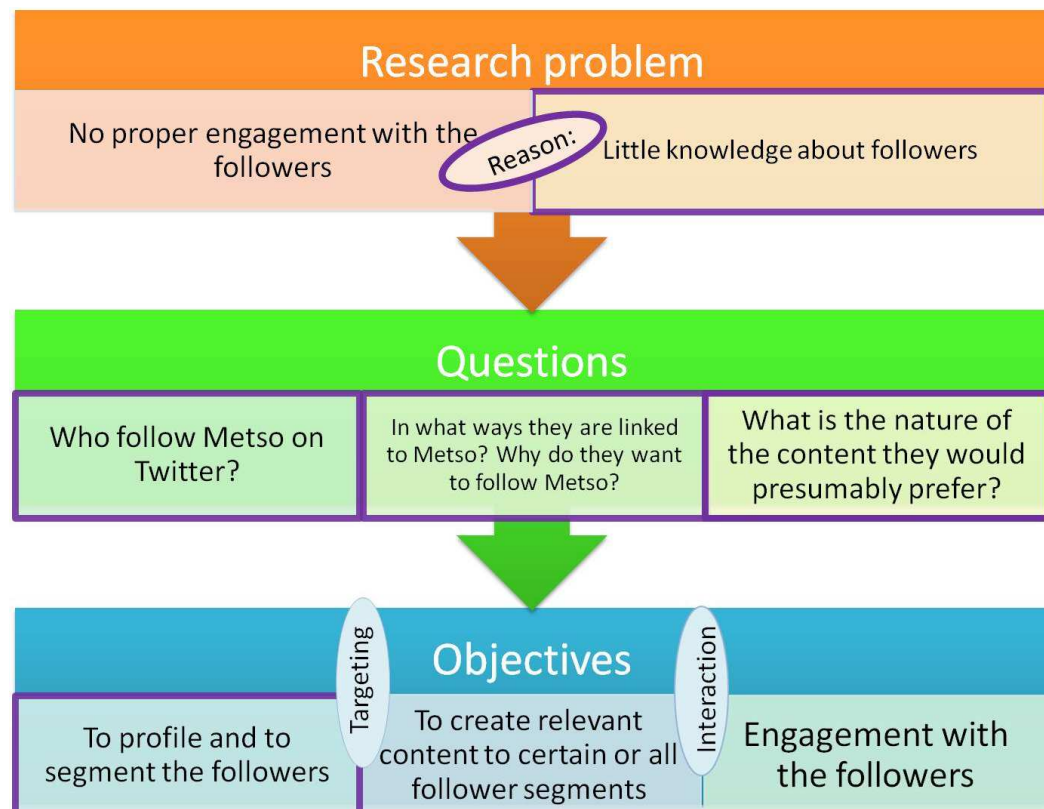 Research problem
No proper engagement with the
followers
Reason:
Little knowledge about followers
Questions
Who follow Metso on
Twitter?
In what ways they are linked
to Metso? Why do they want
to follow Metso?
What is the nature of
the content they would
presumably prefer?
Objectives
To profile and to
segment the followers
Targeting
To create relevant
content to certain or all
follower segments
Interaction
Engagement with
the followers